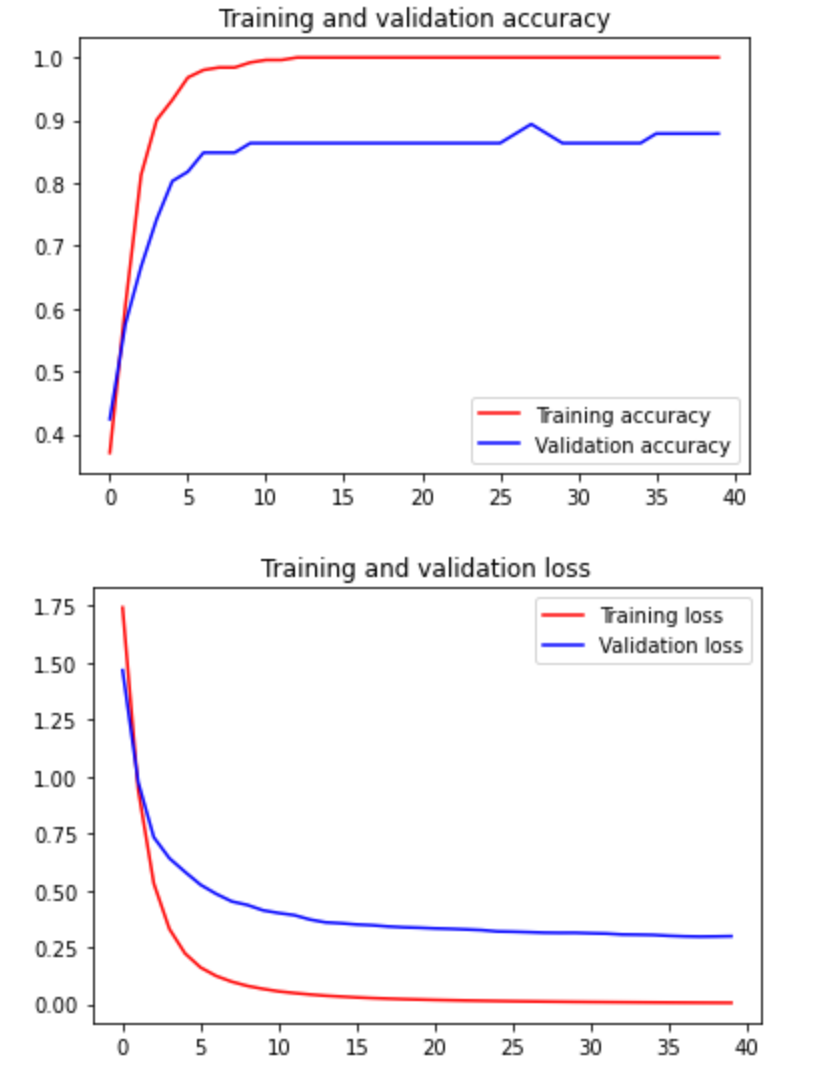 Training and validation accuracy
1.0
0.9
0.8
0.7
0.6
0.5
0.4
Training accuracy
Validation accuracy
0 5 10 15 20 25 30 35 40
Training and validation loss
1.75
1.50
1.25
1.00
0.75
0.50
0.25
0.00
Training loss
Validation loss
0 5 10 15 20 25 30 35 40